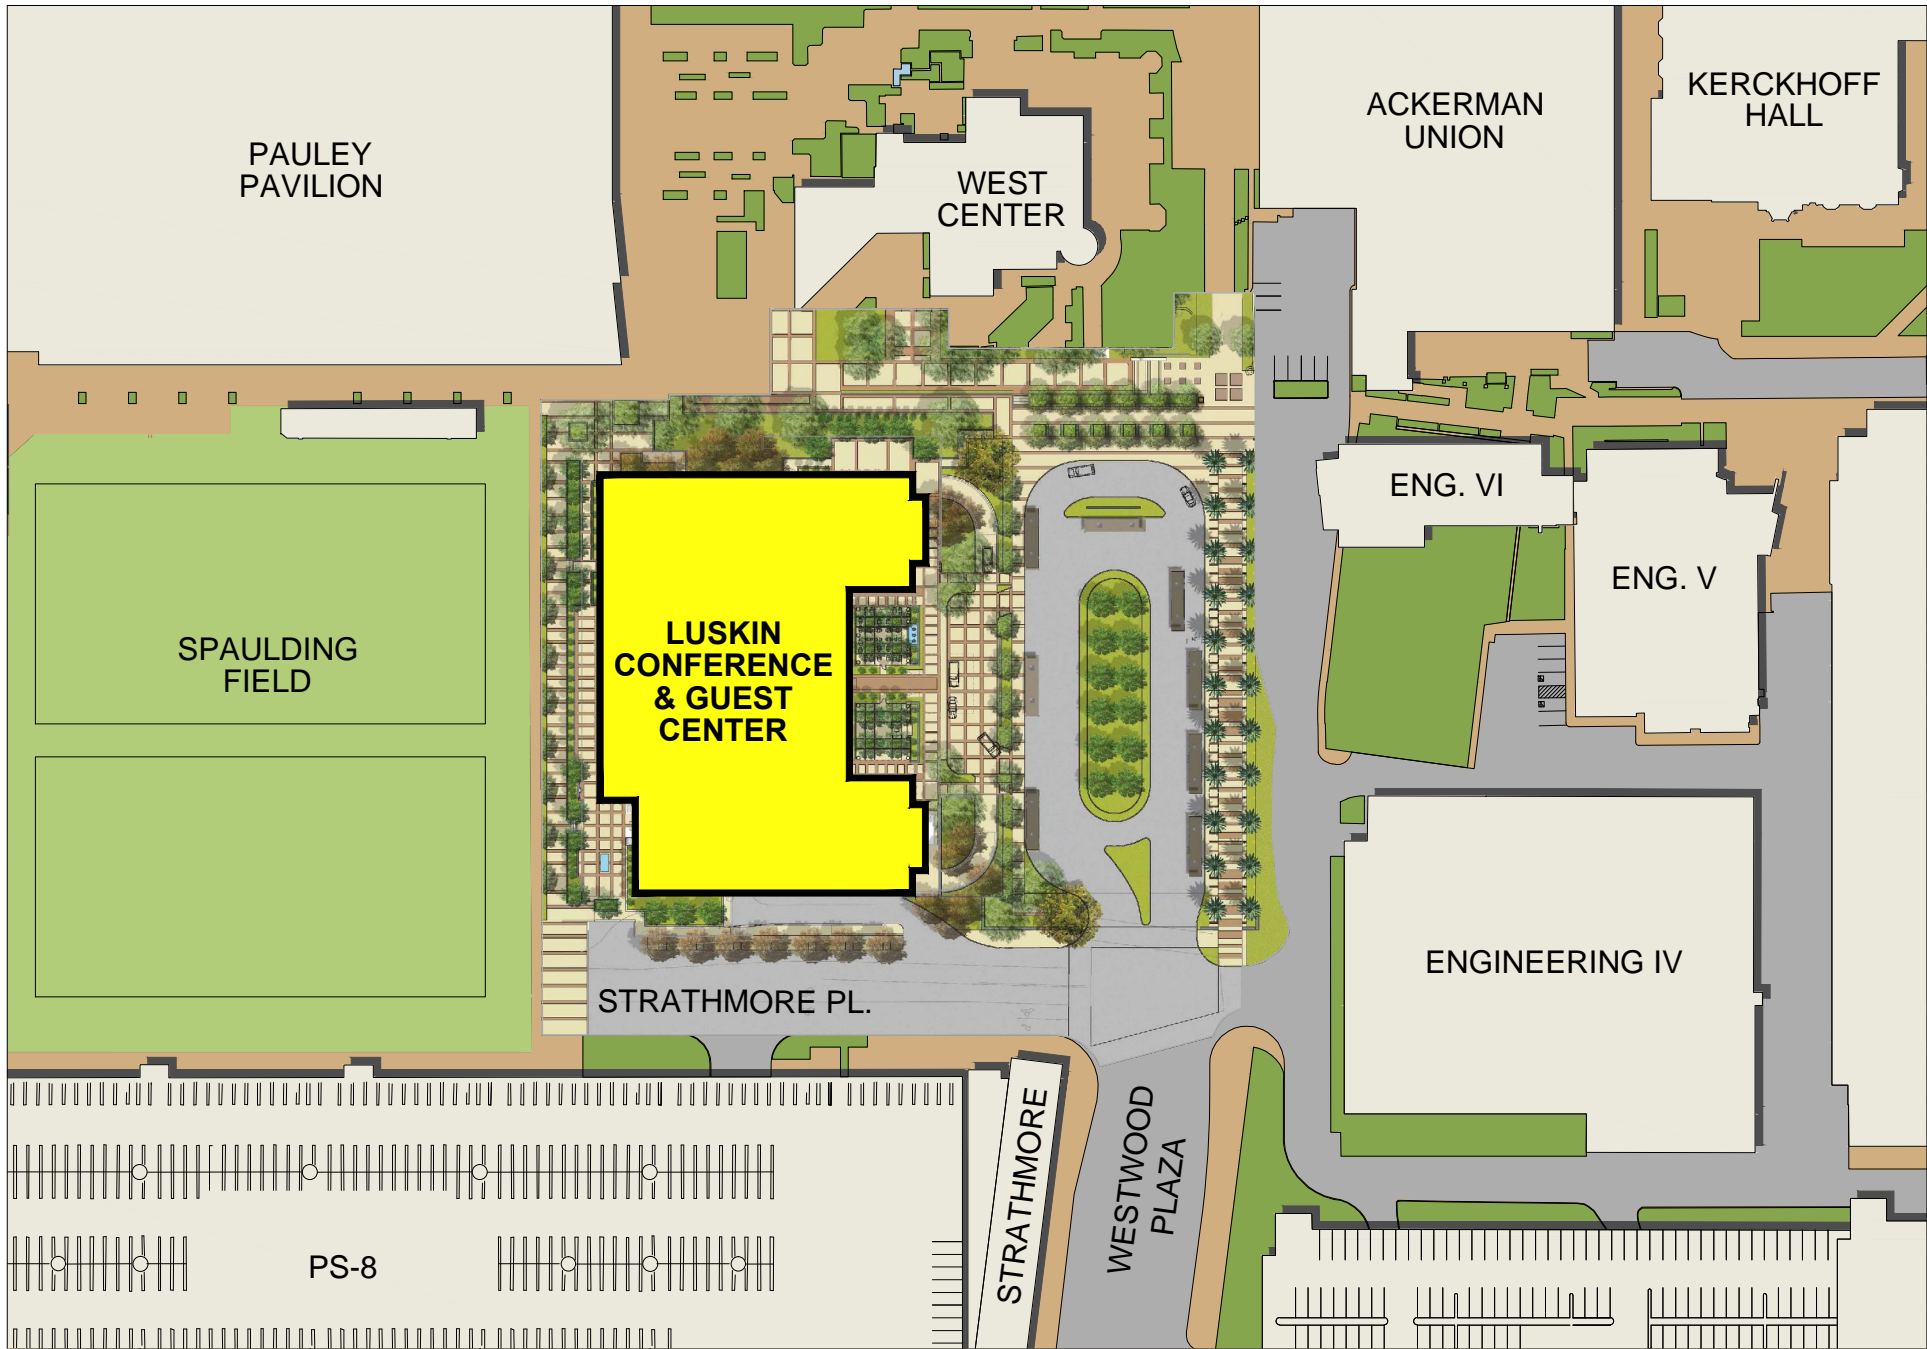 PAULEY
PAVILION
WEST
CENTER
ACKERMAN
UNION
KERCKHOFF
HALL
ENG. VI
ENG. V
SPAULDING
FIELD
LUSKIN
CONFERENCE
& GUEST
CENTER
ENGINEERING IV
STRATHMORE PL.
STRATHMORE
WESTWOOD
PLAZA
PS-8